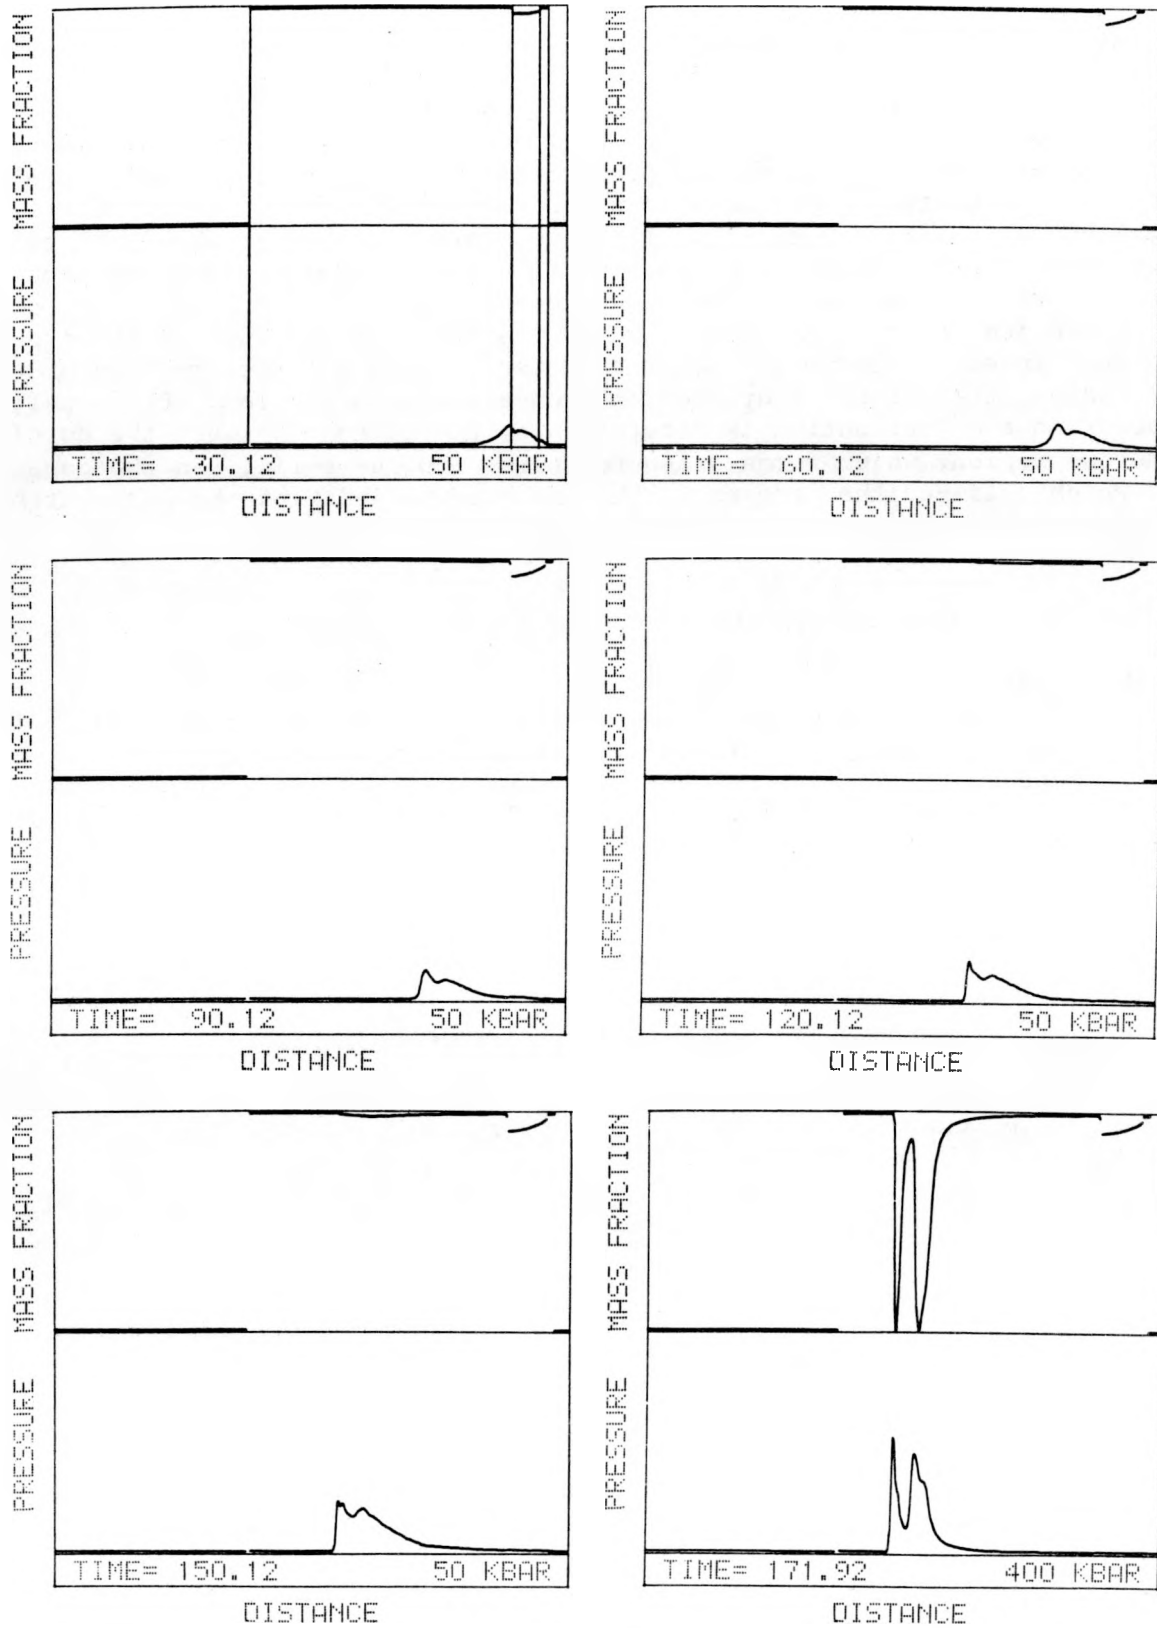 MASS FRACTION
PRESSURE
TIME= 30.12 50 KBAR
DISTANCE
MASS FRACTION
PRESSURE
TIME= 60.12 50 KBAR
DISTANCE
MASS FRACTION
PRESSURE
TIME= 90.12 50 KBAR
DISTANCE
MASS FRACTION
PRESSURE
TIME= 120.12 50 KBAR
DISTANCE
MASS FRACTION
PRESSURE
TIME= 150.12 50 KBAR
DISTANCE
MASS FRACTION
PRESSURE
TIME= 171.92 400 KBAR
DISTANCE